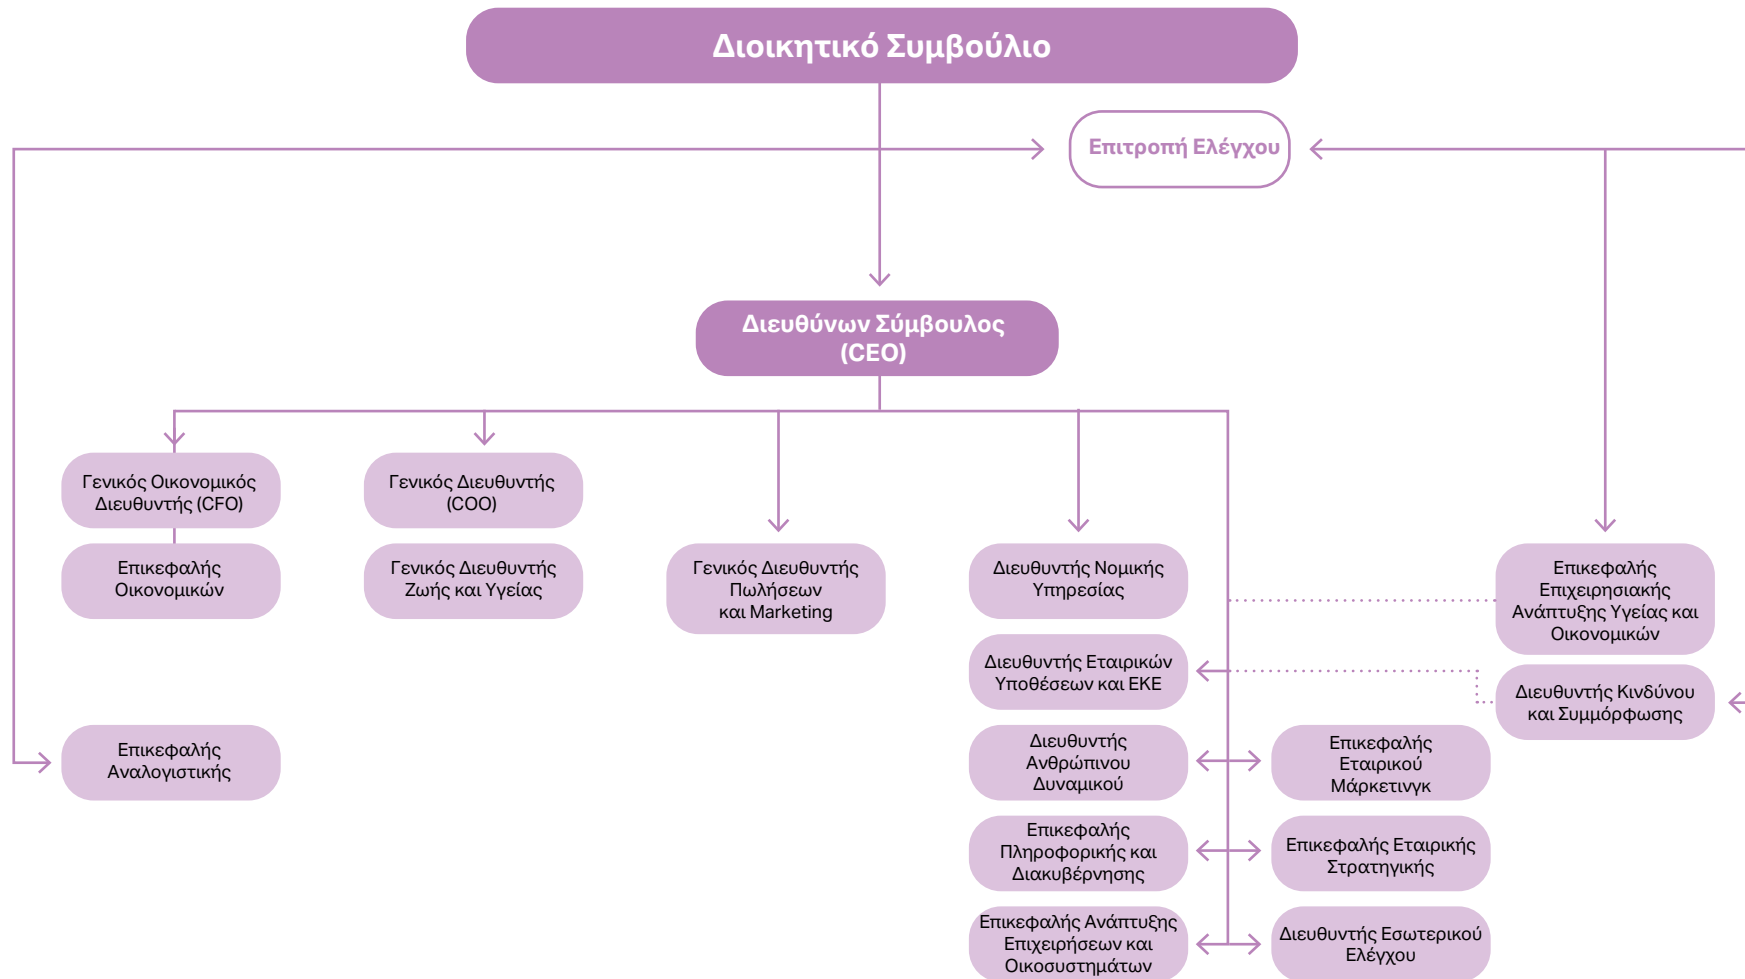 Διοικητικό Συμβούλιο
Επιτροπή Ελέγχου
Διευθύνων Σύμβουλος
(CEO)
Γενικός Οικονομικός
Διευθυντής (CFO)
Γενικός Διευθυντής
(COO)
Επικεφαλής
Οικονομικών
Γενικός Διευθυντής
Ζωής και Υγείας
Γενικός Διευθυντής
Πωλήσεων
και Marketing
Διευθυντής Νομικής
Υπηρεσίας
Επικεφαλής
Επιχειρησιακής
Ανάπτυξης Υγείας και
Οικονομικών
Διευθυντής Εταιρικών
Υποθέσεων και ΕΚΕ
Διευθυντής Κινδύνου
και Συμμόρφωσης
Επικεφαλής
Αναλογιστικής
Διευθυντής
Ανθρώπινου
Δυναμικού
Επικεφαλής
Εταιρικού
Μάρκετινγκ
Επικεφαλής
Πληροφορικής και
Διακυβέρνησης
Επικεφαλής Εταιρικής
Στρατηγικής
Επικεφαλής Ανάπτυξης
Επιχειρήσεων και
Οικοσυστημάτων
Διευθυντής Εσωτερικού
Ελέγχου